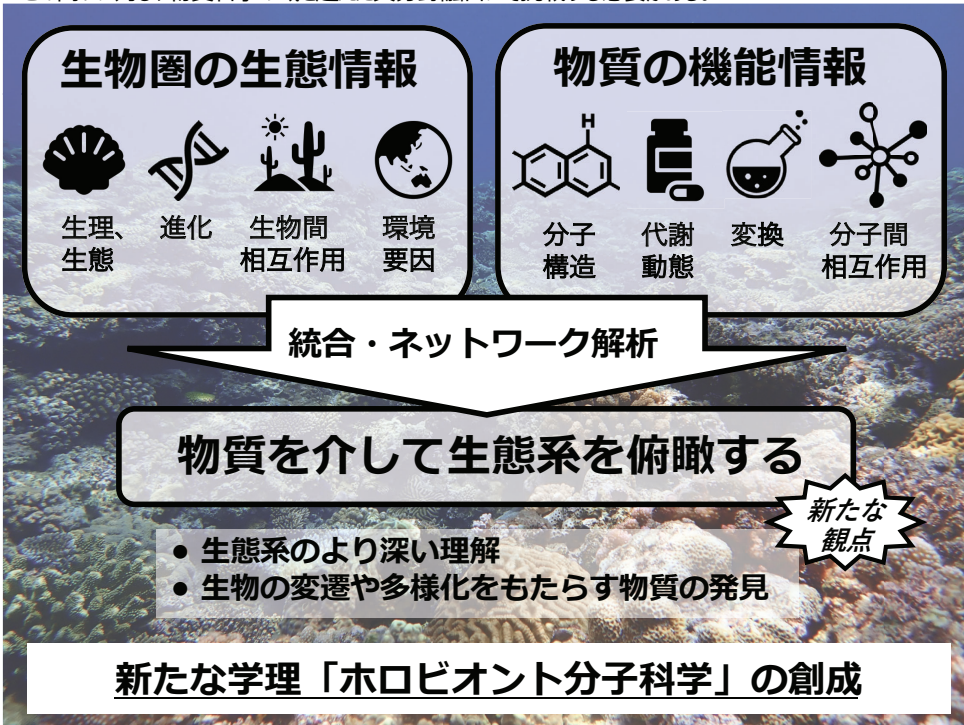 生物圏の生態情報
物質の機能情報
H
生理、
生態
進化
生物間
相互作用
環境
要因
分子
構造
代謝
動態
変換
分子間
相互作用
統合・ネットワーク解析
物質を介して生態系を俯瞰する
新たな
観点
• 生態系のより深い理解
• 生物の変遷や多様化をもたらす物質の発見
新たな学理「ホロビオント分子科学」の創成